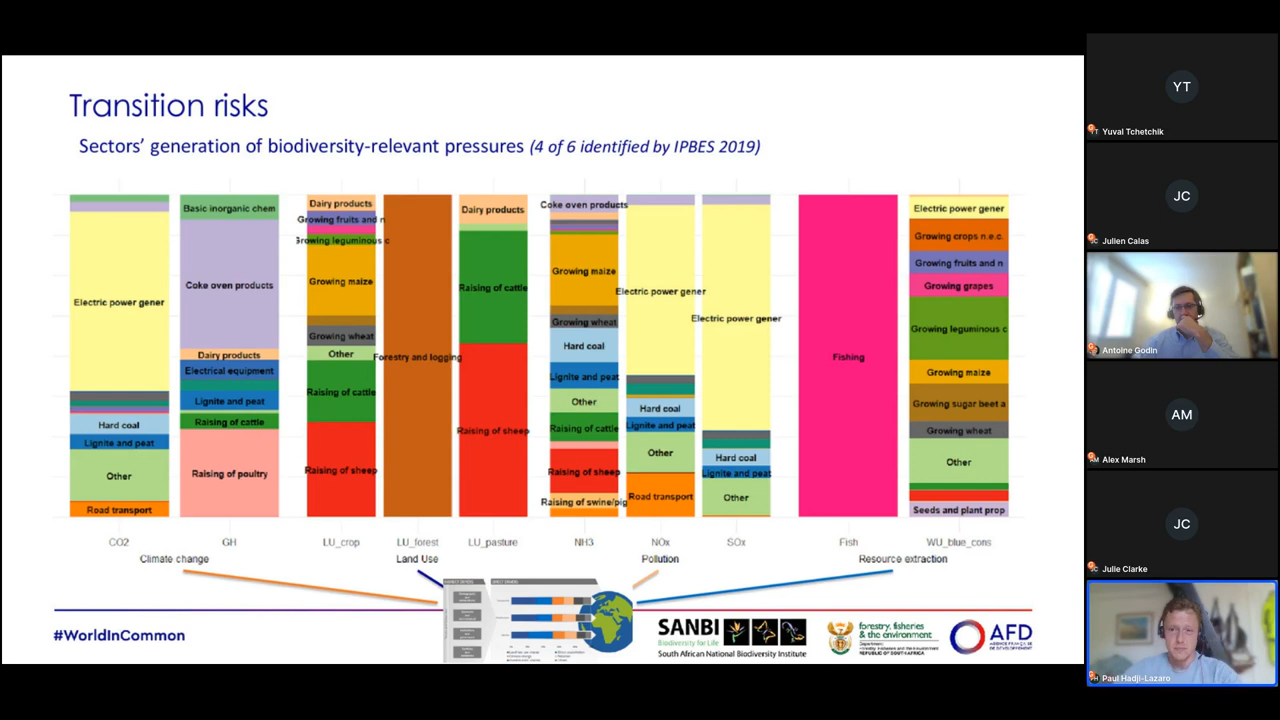 Transition risks
Sectors' generation of biodiversity-relevant pressures (4 of 6 identified by IPBES 2019)
Electric power gener
Hard coal
Lignite and peat
Other
Road transport
Basic inorganic chem
Coke oven products
Dairy products
Electrical equipment
Lignite and peat
Raising of cattle
Raising of poultry
Dairy products
Growing fruits and n
Growing leguminous c
Growing maize
Growing wheat
Other
Raising of cattle
Raising of sheep
Forestry and logging
Dairy products
Raising of cattle
Raising of sheep
Coke oven products
Growing maize
Growing wheat
Hard coal
Lignite and peat
Other
Raising of cattle
Raising of sheep
Raising of swine/pig
Electric power gener
Hard coal
Lignite and peat
Other
Road transport
Electric power gener
Hard coal
Lignite and peat
Other
Fishing
Electric power gener
Growing crops n.e.c.
Growing fruits and n
Growing grapes
Growing leguminous c
Growing maize
Growing sugar beet a
Growing wheat
Other
Seeds and plant prop
CO2 GH LU_crop LU_forest LU_pasture NH3 NOx SOx Fish WU_blue_cons
Climate change Land Use Pollution Resource extraction
#WorldInCommon
SANBI
Biodiversity for Life
South African National Biodiversity Institute
forestry, fisheries
& the environment
Department:
REPUBLIC OF SOUTH AFRICA
AFD
AGENCE FRANÇAISE
DE DÉVELOPPEMENT
YT
Yuval Tchetchik
JC
Julien Calas
Antoine Godin
AM
Alex Marsh
JC
Julie Clarke
Paul Hadji-Lazaro